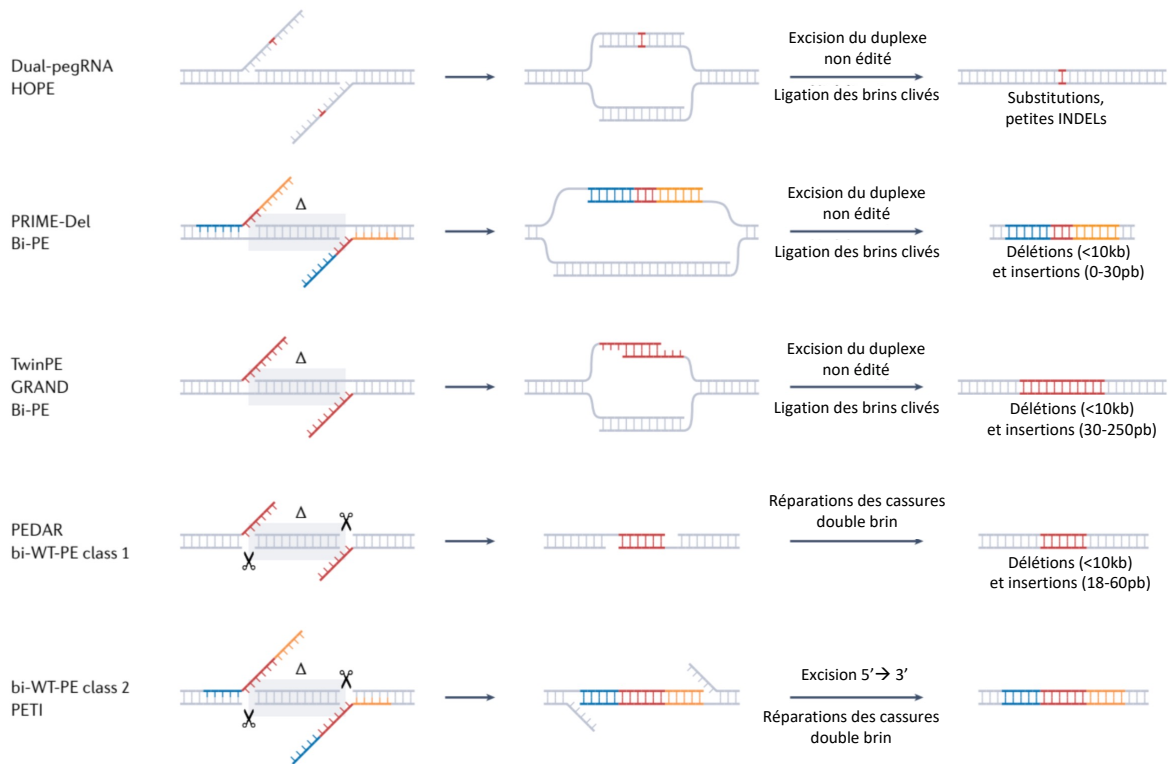 Dual-pegRNA
HOPE
Excision du duplexe
non édité
Ligation des brins clivés
Substitutions,
petites INDELs
PRIME-Del
Bi-PE
Δ
Excision du duplexe
non édité
Ligation des brins clivés
Délétions (<10kb)
et insertions (0-30pb)
TwinPE
GRAND
Bi-PE
Δ
Excision du duplexe
non édité
Ligation des brins clivés
Délétions (<10kb)
et insertions (30-250pb)
PEDAR
bi-WT-PE class 1
Δ
Réparations des cassures
double brin
Délétions (<10kb)
et insertions (18-60pb)
bi-WT-PE class 2
PETI
Δ
Excision 5’→ 3’
Réparations des cassures
double brin